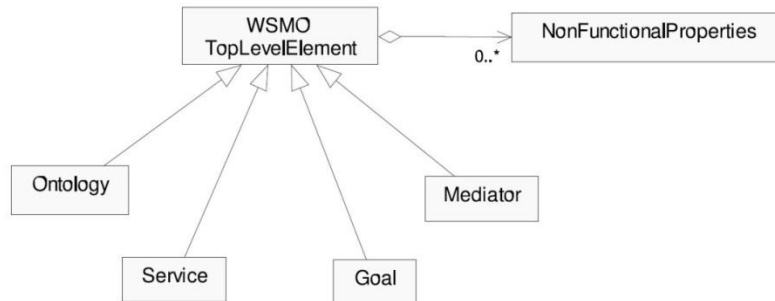 WSMO
TopLevelElement
NonFunctionalProperties
0..*
Ontology
Mediator
Service
Goal